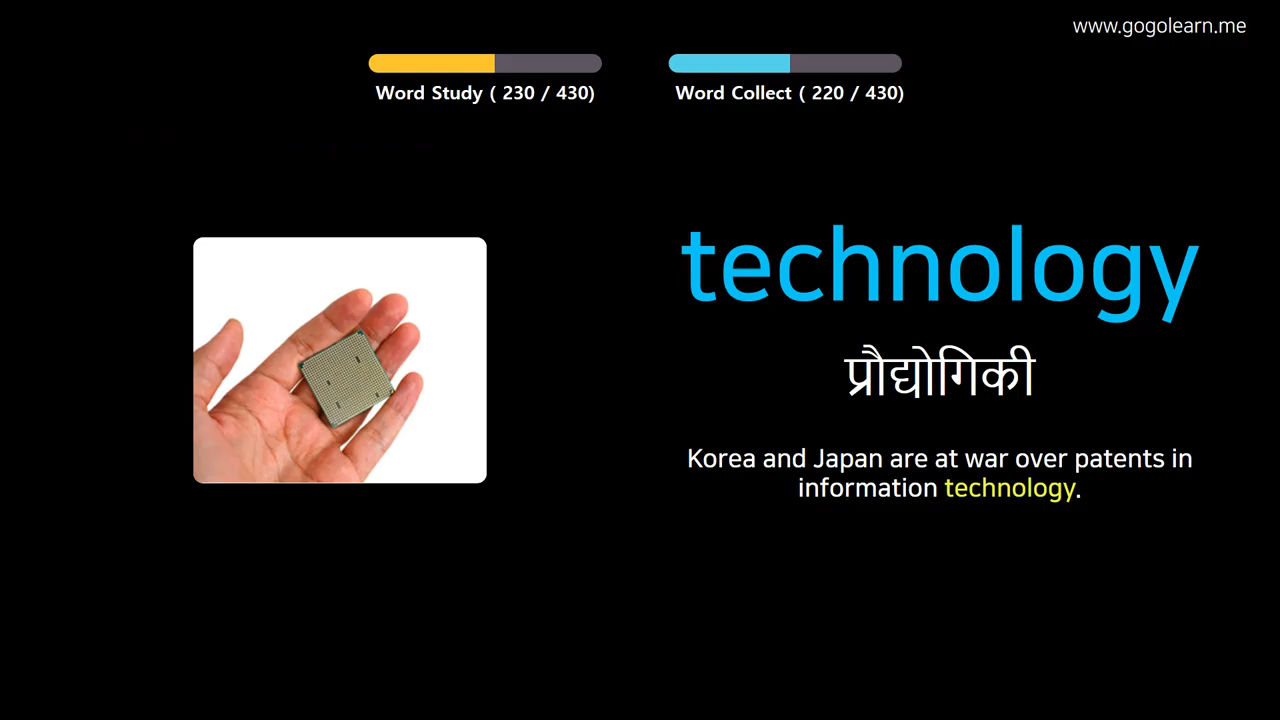 www.gogolearn.me
Word Study ( 230 / 430)
Word Collect ( 220 / 430)
technology
प्रौद्योगिकी
Korea and Japan are at war over patents in
information technology.